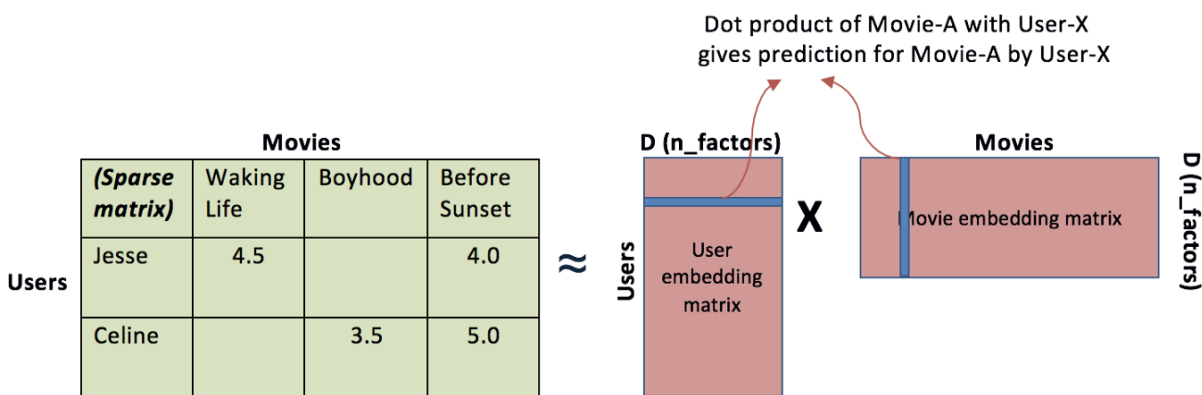 Dot product of Movie-A with User-X
gives prediction for Movie-A by User-X
Movies
(Sparse matrix)
Waking Life
Boyhood
Before Sunset
Users
Jesse
4.5
4.0
Celine
3.5
5.0
≈
D (n_factors)
Users
User
embedding
matrix
X
Movies
Movie embedding matrix
D (n_factors)